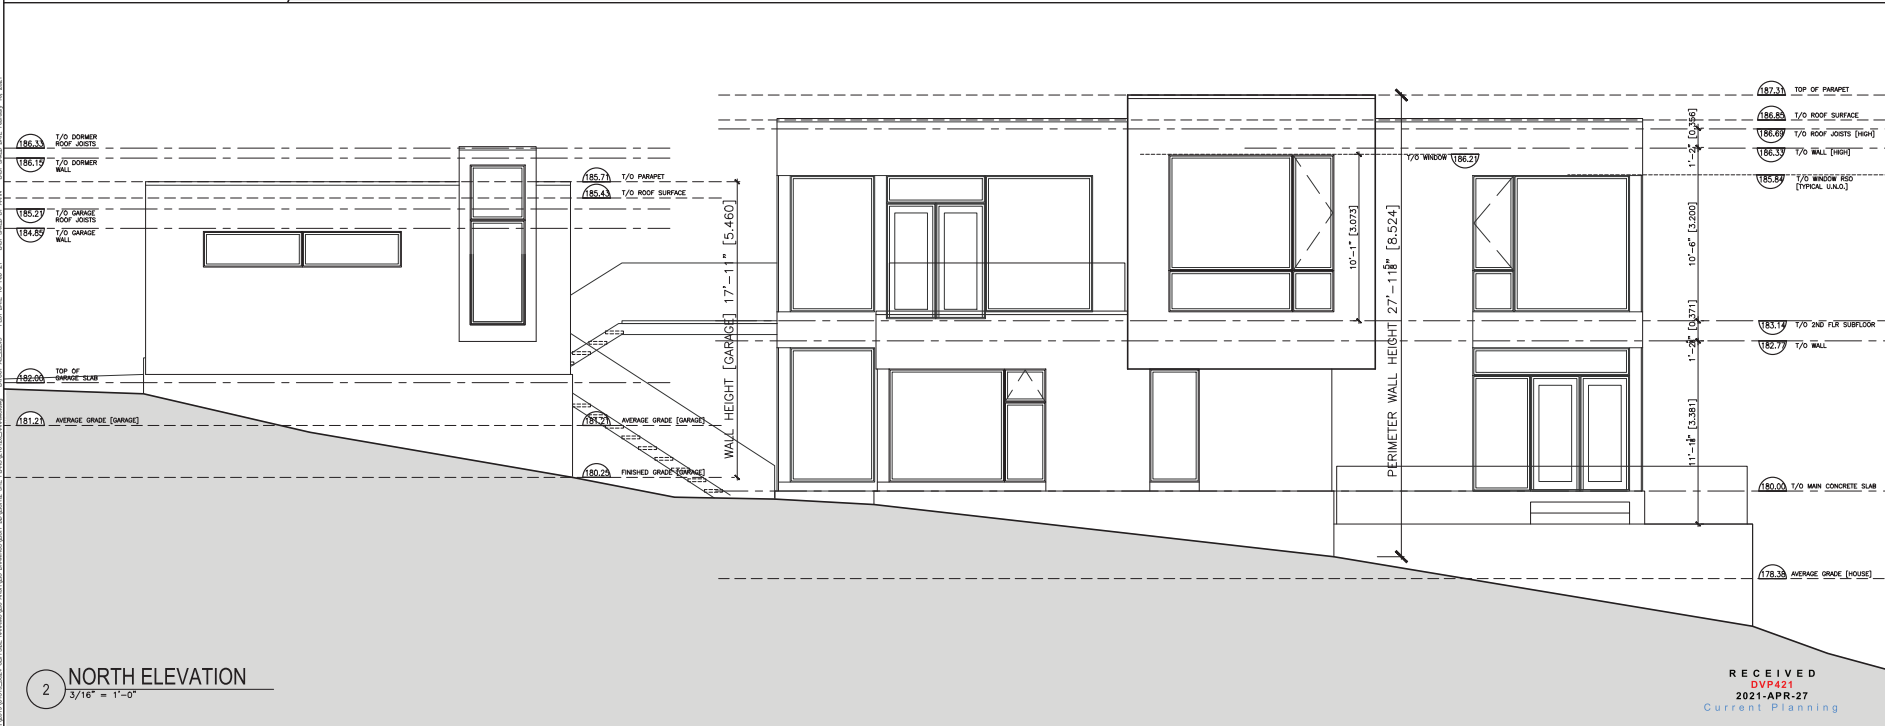 186.33 T/O DORMER
ROOF JOISTS
186.15 T/O DORMER
WALL
185.21 T/O GARAGE
ROOF JOISTS
184.85 T/O GARAGE
WALL
182.00 TOP OF
GARAGE SLAB
181.21 AVERAGE GRADE [GARAGE]
185.71 T/O PARAPET
185.43 T/O ROOF SURFACE
181.21 AVERAGE GRADE [GARAGE]
180.25 FINISHED GRADE [GARAGE]
WALL HEIGHT [GARAGE] 17'-11" [5.460]
T/O WINDOW 186.21
10'-1" [3.073]
PERIMETER WALL HEIGHT 27'-11 5/8" [8.524]
1'-2" [0.356]
10'-6" [3.200]
[0.371]
[3.381]
187.31 TOP OF PARAPET
186.85 T/O ROOF SURFACE
186.69 T/O ROOF JOISTS [HIGH]
186.33 T/O WALL [HIGH]
185.84 T/O WINDOW RSO
[TYPICAL U.N.O.]
183.14 T/O 2ND FLR SUBFLOOR
182.77 T/O WALL
180.00 T/O MAIN CONCRETE SLAB
178.38 AVERAGE GRADE [HOUSE]
2 NORTH ELEVATION
3/16" = 1'-0"
RECEIVED
DVP421
2021-APR-27
Current Planning